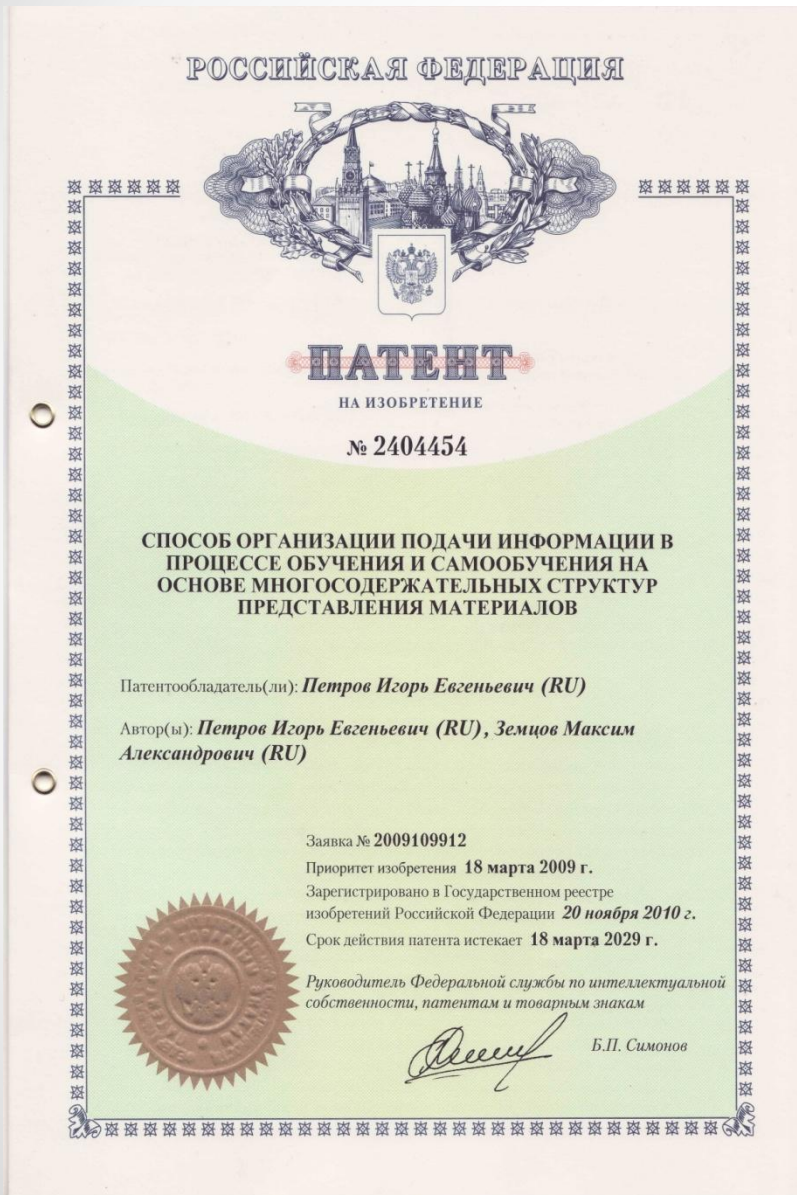 РОССИЙСКАЯ ФЕДЕРАЦИЯ
ПАТЕНТ
НА ИЗОБРЕТЕНИЕ
№ 2404454
СПОСОБ ОРГАНИЗАЦИИ ПОДАЧИ ИНФОРМАЦИИ В
ПРОЦЕССЕ ОБУЧЕНИЯ И САМООБУЧЕНИЯ НА
ОСНОВЕ МНОГОСОДЕРЖАТЕЛЬНЫХ СТРУКТУР
ПРЕДСТАВЛЕНИЯ МАТЕРИАЛОВ
Патентообладатель(ли): Петров Игорь Евгеньевич (RU)
Автор(ы): Петров Игорь Евгеньевич (RU), Земцов Максим
Александрович (RU)
Заявка № 2009109912
Приоритет изобретения 18 марта 2009 г.
Зарегистрировано в Государственном реестре
изобретений Российской Федерации 20 ноября 2010 г.
Срок действия патента истекает 18 марта 2029 г.
Руководитель Федеральной службы по интеллектуальной
собственности, патентам и товарным знакам
Б.П. Симонов